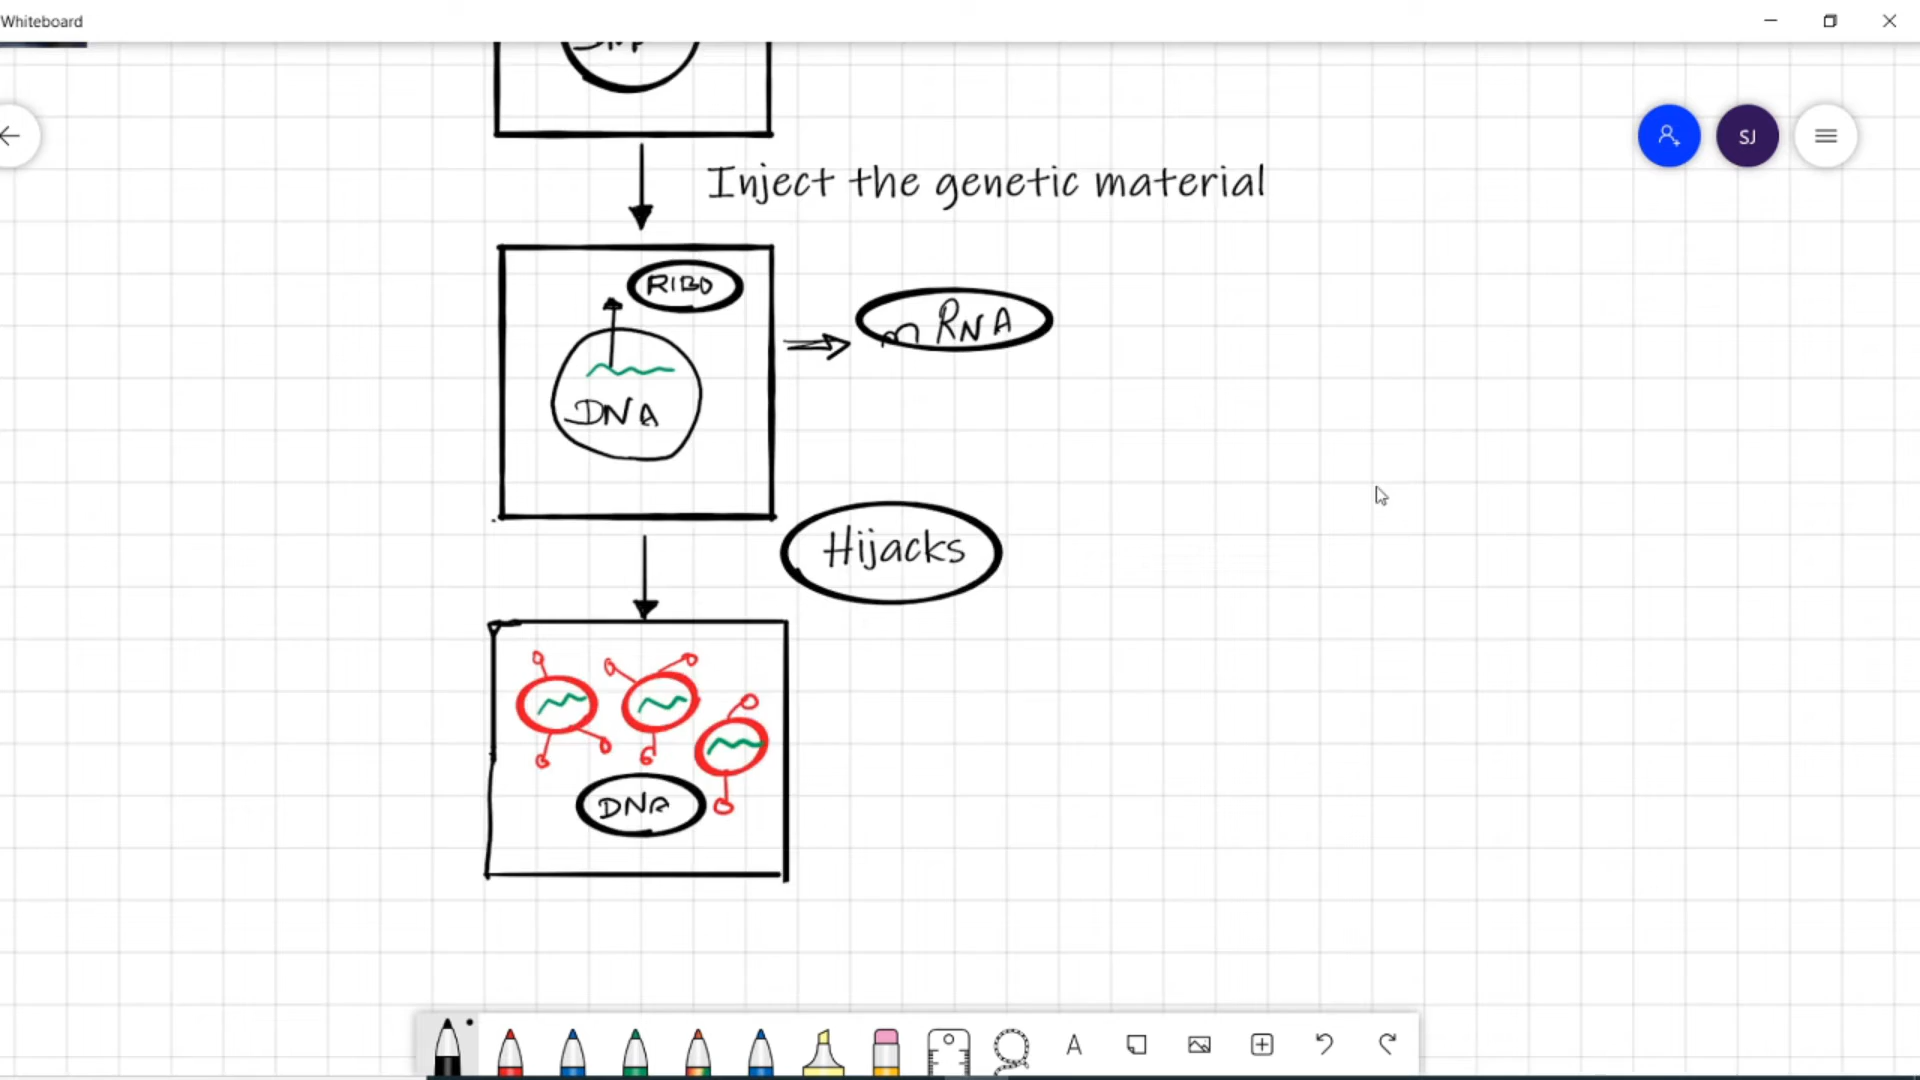 Whiteboard
SJ
Inject the genetic material
RIBO
mRNA
DNA
Hijacks
DNA
A